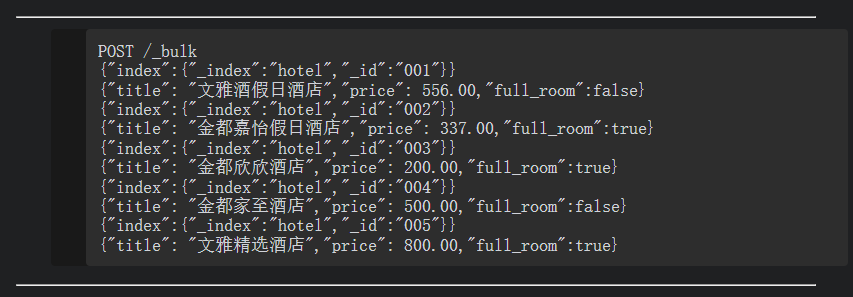 POST /_bulk
{"index":{"_index":"hotel","_id":"001"}}
{"title": "文雅酒假日酒店","price": 556.00,"full_room":false}
{"index":{"_index":"hotel","_id":"002"}}
{"title": "金都嘉怡假日酒店","price": 337.00,"full_room":true}
{"index":{"_index":"hotel","_id":"003"}}
{"title": "金都欣欣酒店","price": 200.00,"full_room":true}
{"index":{"_index":"hotel","_id":"004"}}
{"title": "金都家至酒店","price": 500.00,"full_room":false}
{"index":{"_index":"hotel","_id":"005"}}
{"title": "文雅精选酒店","price": 800.00,"full_room":true}